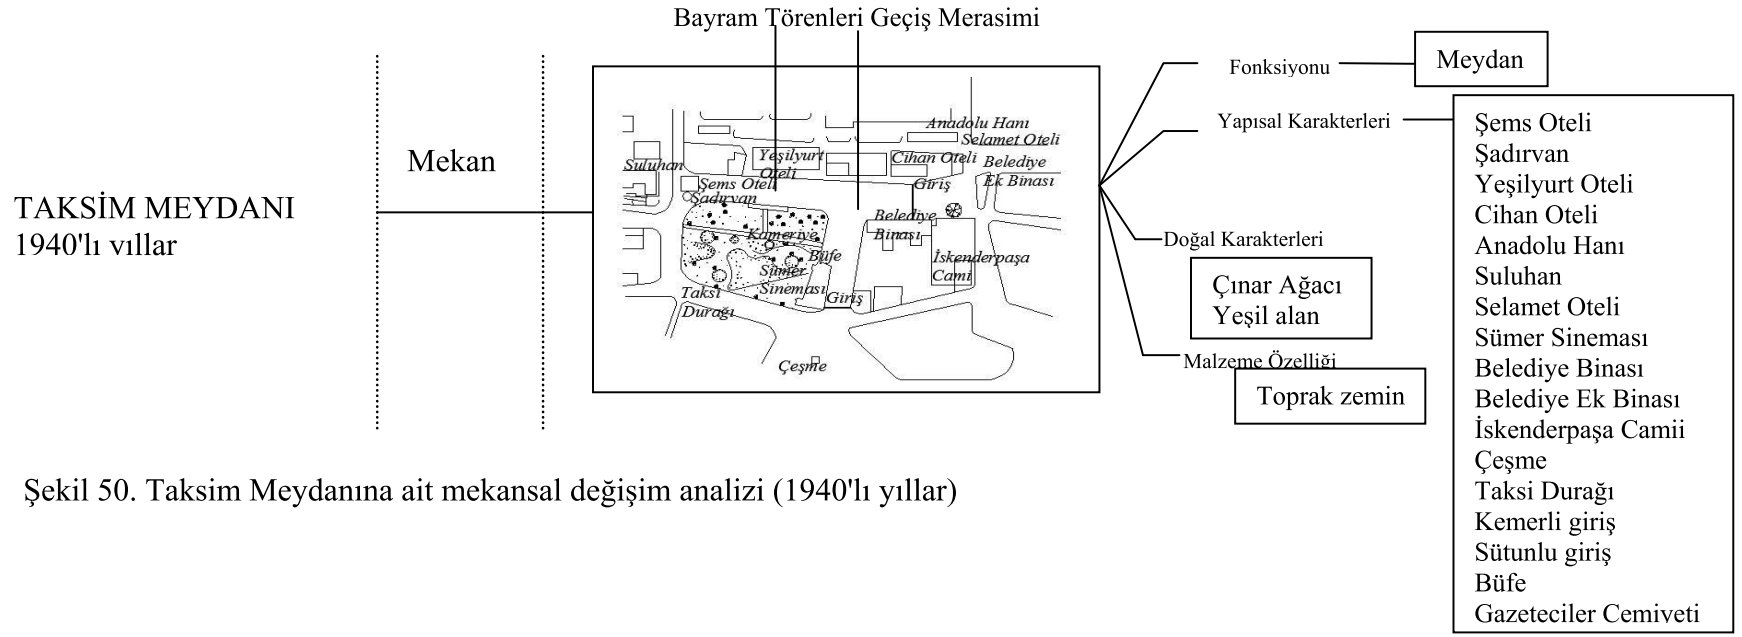 Bayram Törenleri Geçiş Merasimi
TAKSİM MEYDANI
1940'lı vıllar
Mekan
Anadolu Hanı
Selamet Oteli
Suluhan
Yeşilyurt
Oteli
Cihan Oteli
Belediye
Ek Binası
Şems Oteli
Giriş
Şadırvan
Belediye
Binası
Kameriye
Büfe
İskenderpaşa
Cami
Sümer
Sineması
Taksi
Durağı
Giriş
Çeşme
Fonksiyonu
Meydan
Yapısal Karakterleri
Şems Oteli
Şadırvan
Yeşilyurt Oteli
Cihan Oteli
Anadolu Hanı
Suluhan
Selamet Oteli
Sümer Sineması
Belediye Binası
Belediye Ek Binası
İskenderpaşa Camii
Çeşme
Taksi Durağı
Kemerli giriş
Sütunlu giriş
Büfe
Gazeteciler Cemiveti
Doğal Karakterleri
Çınar Ağacı
Yeşil alan
Malzeme Özelliği
Toprak zemin
Şekil 50. Taksim Meydanına ait mekansal değişim analizi (1940'lı yıllar)